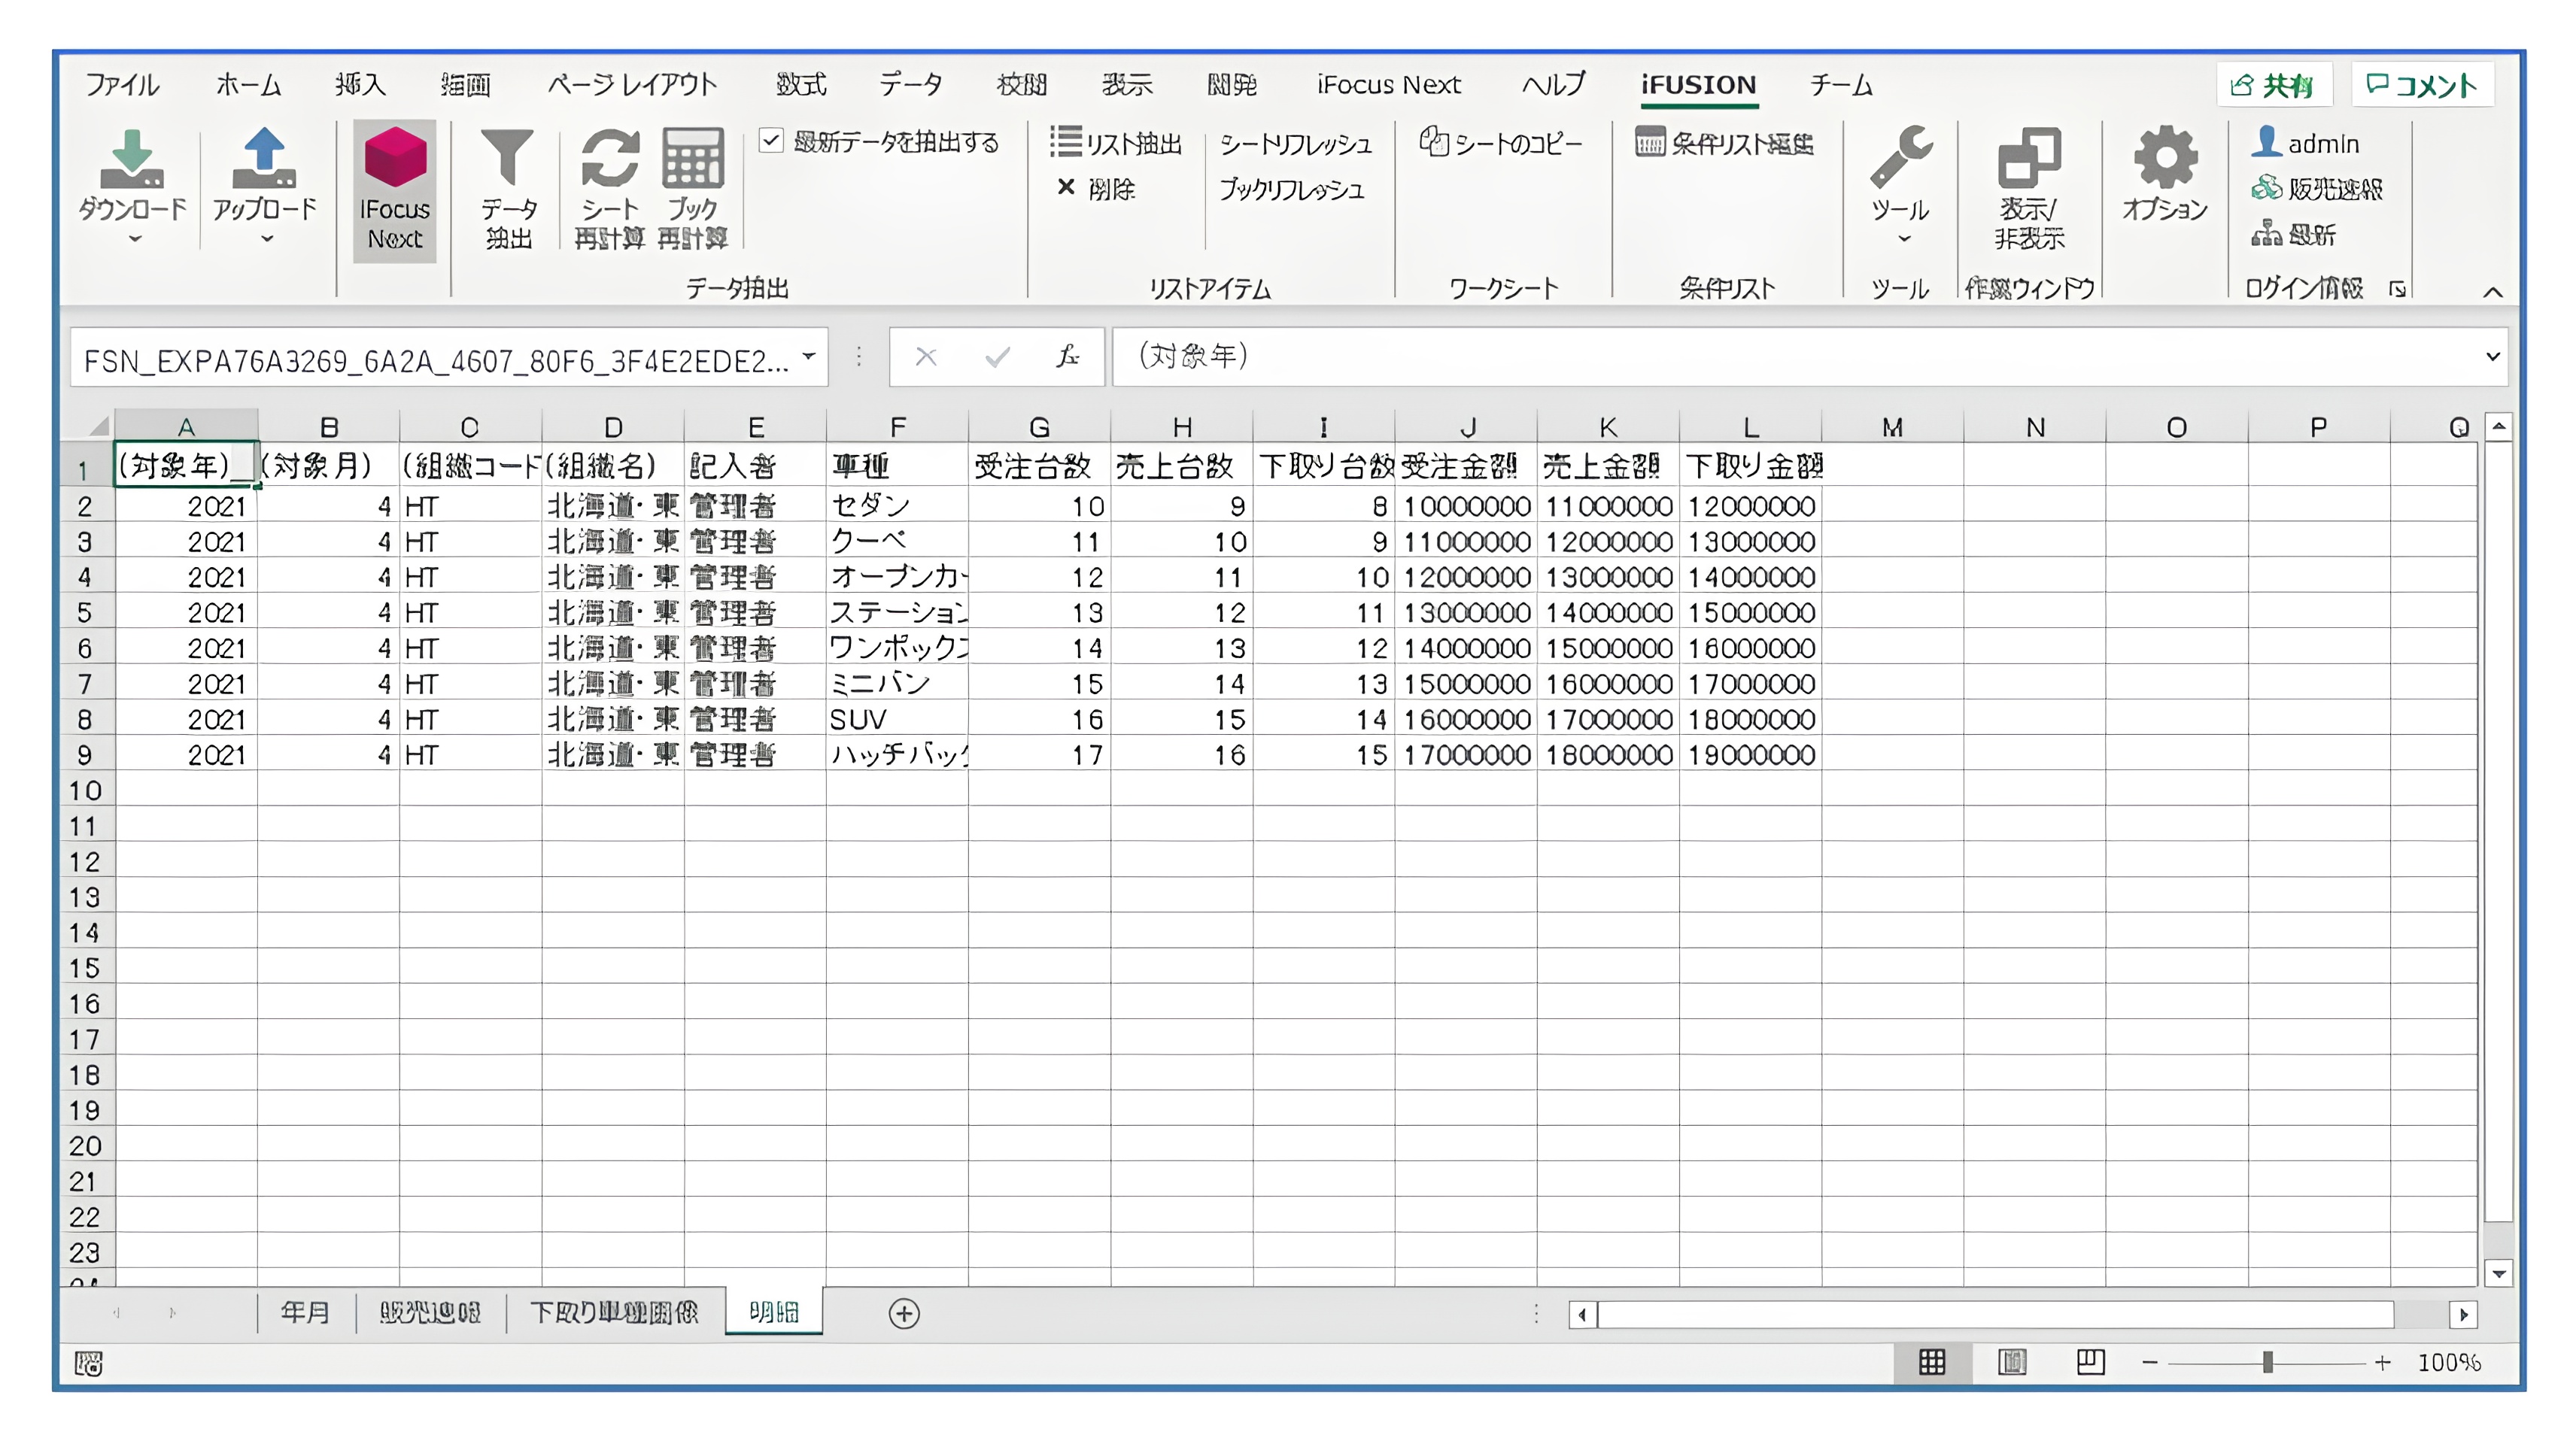 ファイル ホーム 挿入 描画 ページ レイアウト 数式 データ 校閲 表示 開発 iFocus Next ヘルプ iFUSION チーム 共有 コメント
ダウンロード アップロード iFocus Next データ抽出 シート再計算 ブック再計算
最新データを抽出する リスト抽出 シートリフレッシュ シートのコピー 条件リスト編集 admin
削除 ブックリフレッシュ 販売速報
ツール 表示/非表示 オプション 最新
データ抽出 リストアイテム ワークシート 条件リスト ツール 作業ウィンドウ ログイン情報
FSN_EXPA76A3269_6A2A_4607_80F6_3F4E2EDE2... fx (対象年)
A B C D E F G H I J K L M N O P Q
1 (対象年) (対象月) (組織コード (組織名) 記入者 車種 受注台数 売上台数 下取り台数 受注金額 売上金額 下取り金額
2 2021 4 HT 北海道・東 管理者 セダン 10 9 8 10000000 11000000 12000000
3 2021 4 HT 北海道・東 管理者 クーペ 11 10 9 11000000 12000000 13000000
4 2021 4 HT 北海道・東 管理者 オープンカー 12 11 10 12000000 13000000 14000000
5 2021 4 HT 北海道・東 管理者 ステーション 13 12 11 13000000 14000000 15000000
6 2021 4 HT 北海道・東 管理者 ワンボックス 14 13 12 14000000 15000000 16000000
7 2021 4 HT 北海道・東 管理者 ミニバン 15 14 13 15000000 16000000 17000000
8 2021 4 HT 北海道・東 管理者 SUV 16 15 14 16000000 17000000 18000000
9 2021 4 HT 北海道・東 管理者 ハッチバック 17 16 15 17000000 18000000 19000000
10
11
12
13
14
15
16
17
18
19
20
21
22
23
24
年月 販売速報 下取り車種関係 明細
100%